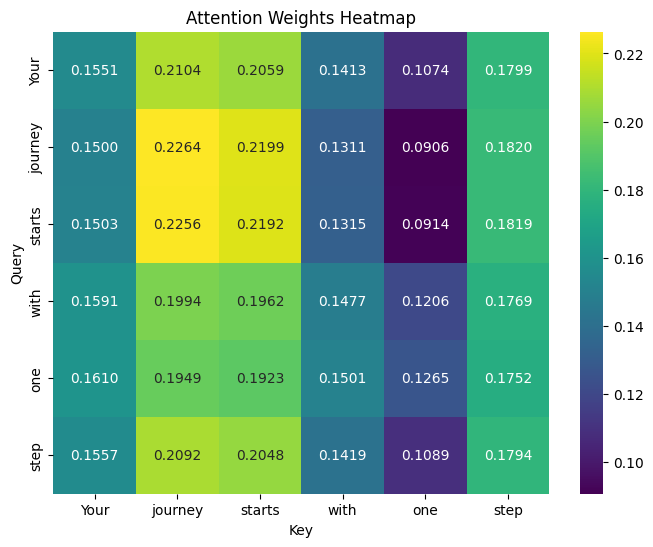 Attention Weights Heatmap
Your 0.1551 0.2104 0.2059 0.1413 0.1074 0.1799
journey 0.1500 0.2264 0.2199 0.1311 0.0906 0.1820
starts 0.1503 0.2256 0.2192 0.1315 0.0914 0.1819
with 0.1591 0.1994 0.1962 0.1477 0.1206 0.1769
one 0.1610 0.1949 0.1923 0.1501 0.1265 0.1752
step 0.1557 0.2092 0.2048 0.1419 0.1089 0.1794
Query
Your journey starts with one step
Key
0.22
0.20
0.18
0.16
0.14
0.12
0.10